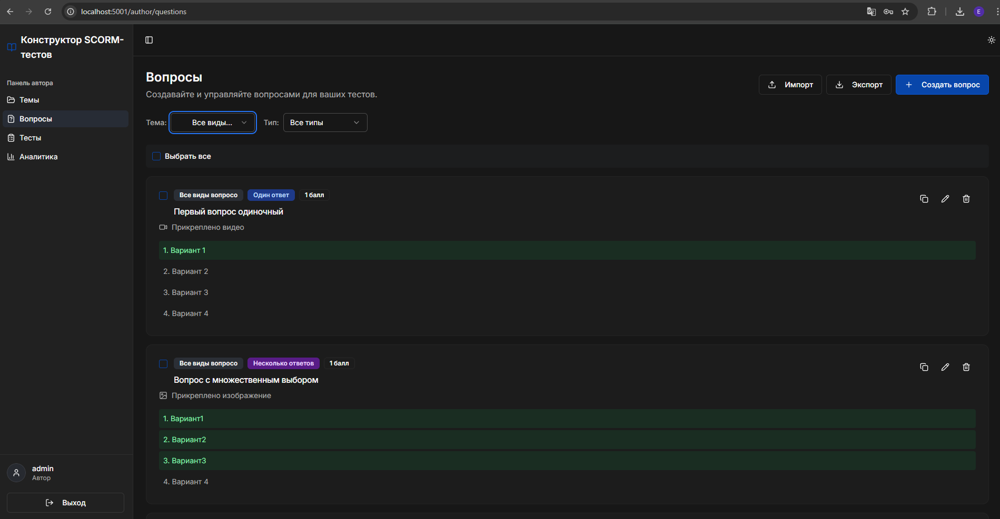 localhost:5001/author/questions
E
Конструктор SCORM-
тестов
Панель автора
Темы
Вопросы
Тесты
Аналитика
admin
Автор
Выход
Вопросы
Создавайте и управляйте вопросами для ваших тестов.
Импорт
Экспорт
Создать вопрос
Тема: Все виды... Тип: Все типы
Выбрать все
Все виды вопросо Один ответ 1 балл
Первый вопрос одиночный
Прикреплено видео
1. Вариант 1
2. Вариант 2
3. Вариант 3
4. Вариант 4
Все виды вопросо Несколько ответов 1 балл
Вопрос с множественным выбором
Прикреплено изображение
1. Вариант1
2. Вариант2
3. Вариант3
4. Вариант 4